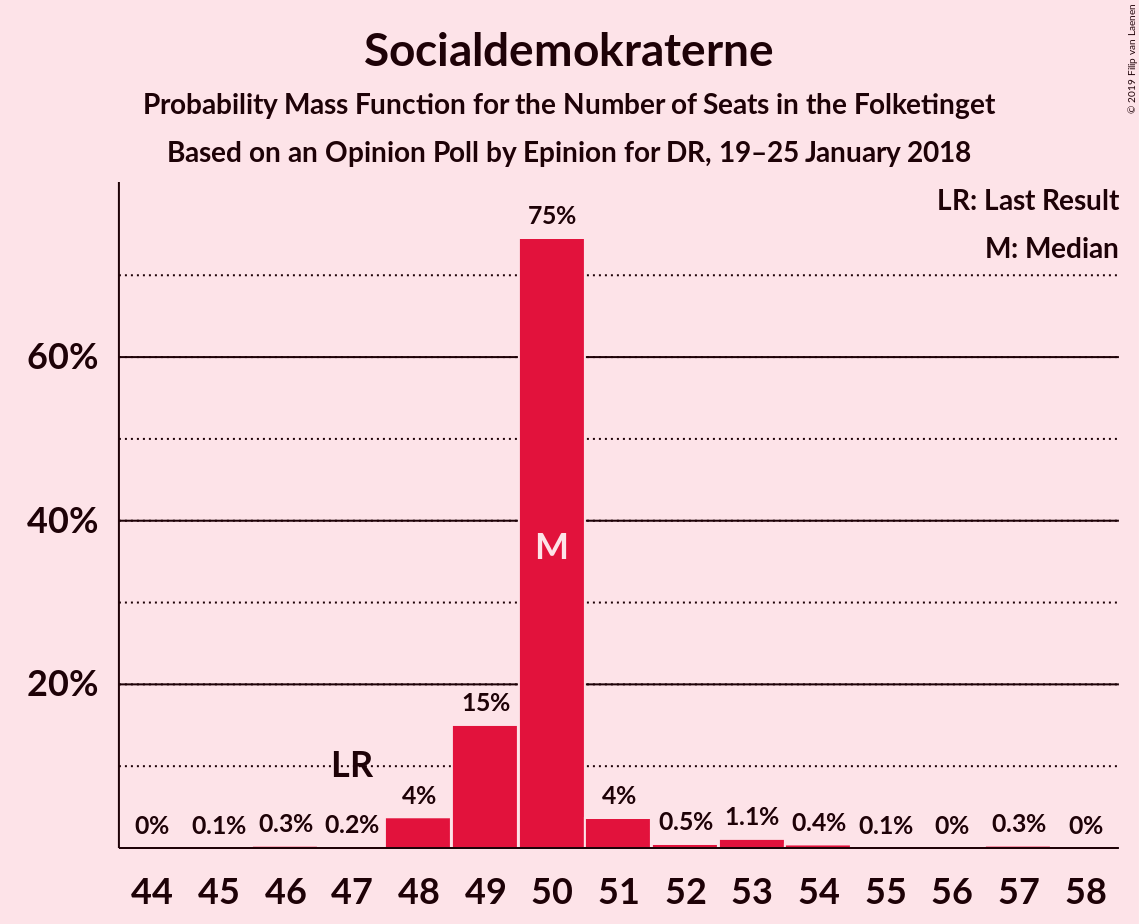 Socialdemokraterne
Probability Mass Function for the Number of Seats in the Folketinget
Based on an Opinion Poll by Epinion for DR, 19–25 January 2018
© 2019 Filip van Laenen
LR: Last Result
M: Median
60%
40%
20%
0%
0.1%
0.3%
0.2%
LR
4%
15%
75%
M
4%
0.5%
1.1%
0.4%
0.1%
0%
0.3%
0%
44 45 46 47 48 49 50 51 52 53 54 55 56 57 58